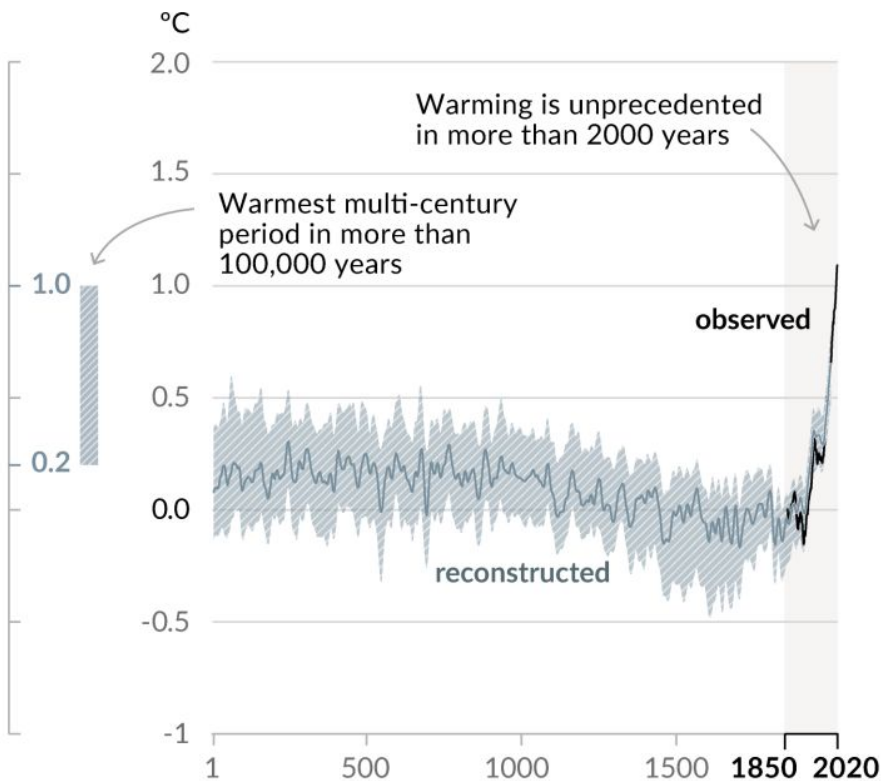 ºC
2.0
Warming is unprecedented
in more than 2000 years
1.5
Warmest multi-century
period in more than
100,000 years
1.0
1.0
observed
0.5
0.2
0.0
reconstructed
-0.5
-1
1 500 1000 1500 1850 2020